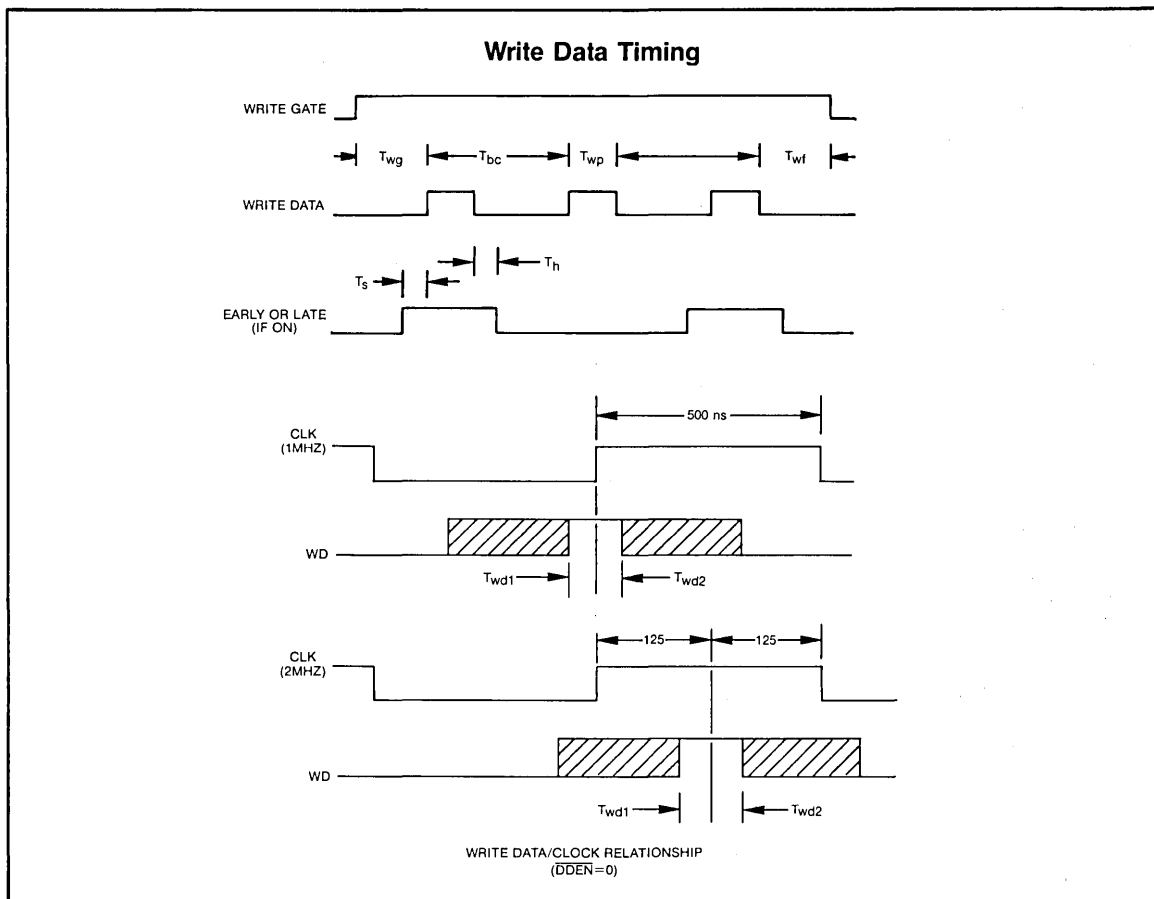 Write Data Timing
WRITE GATE
Twg Tbc Twp Twf
WRITE DATA
Th
Ts
EARLY OR LATE
(IF ON)
500 ns
CLK
(1MHZ)
WD
Twd1 Twd2
125 125
CLK
(2MHZ)
WD
Twd1 Twd2
WRITE DATA/CLOCK RELATIONSHIP
(D̅D̅E̅N̅=0)